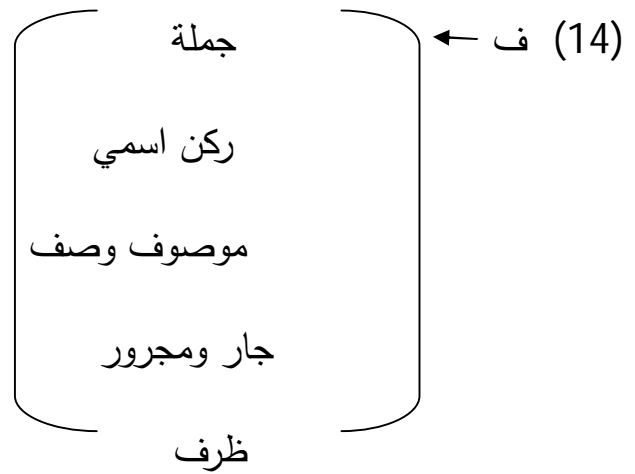 (14) ف ← جملة
ركن اسمي
موصوف وصف
جار ومجرور
ظرف